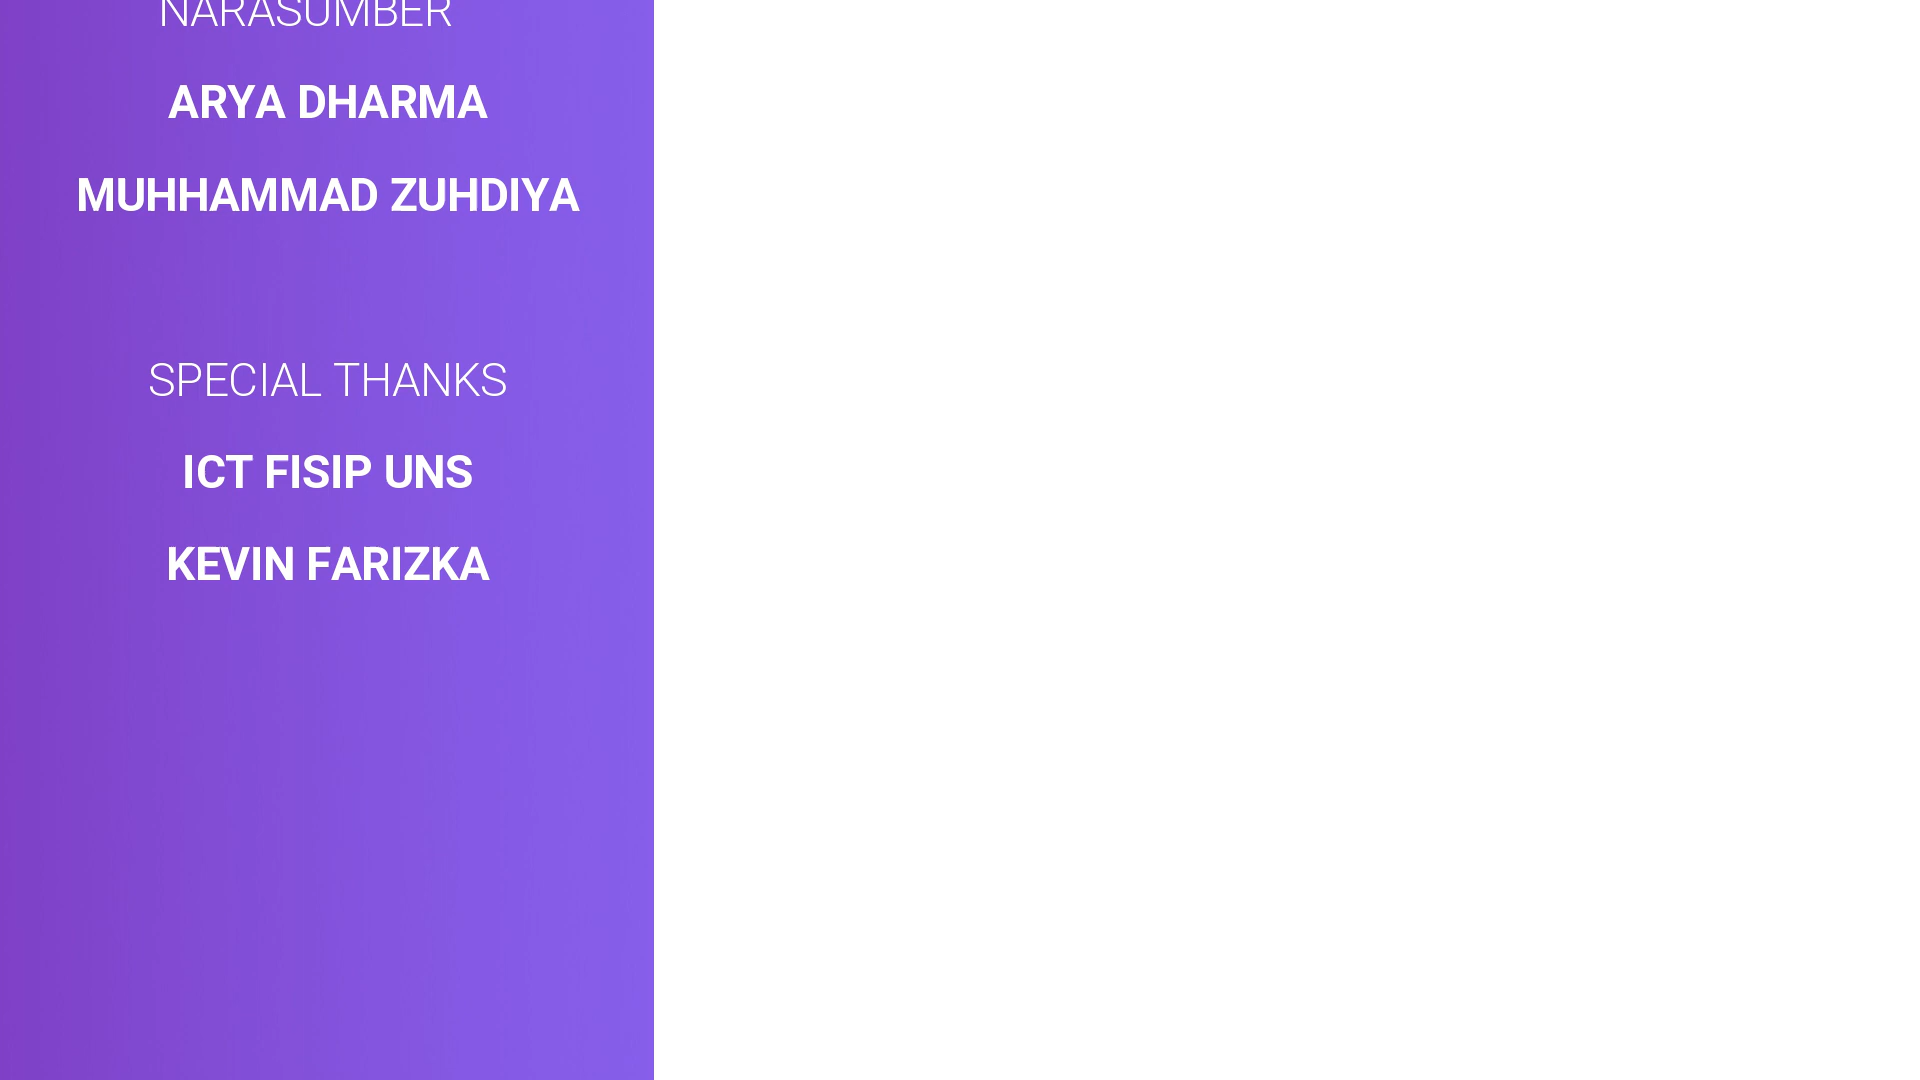 NARASUMBER
ARYA DHARMA
MUHHAMMAD ZUHDIYA
SPECIAL THANKS
ICT FISIP UNS
KEVIN FARIZKA